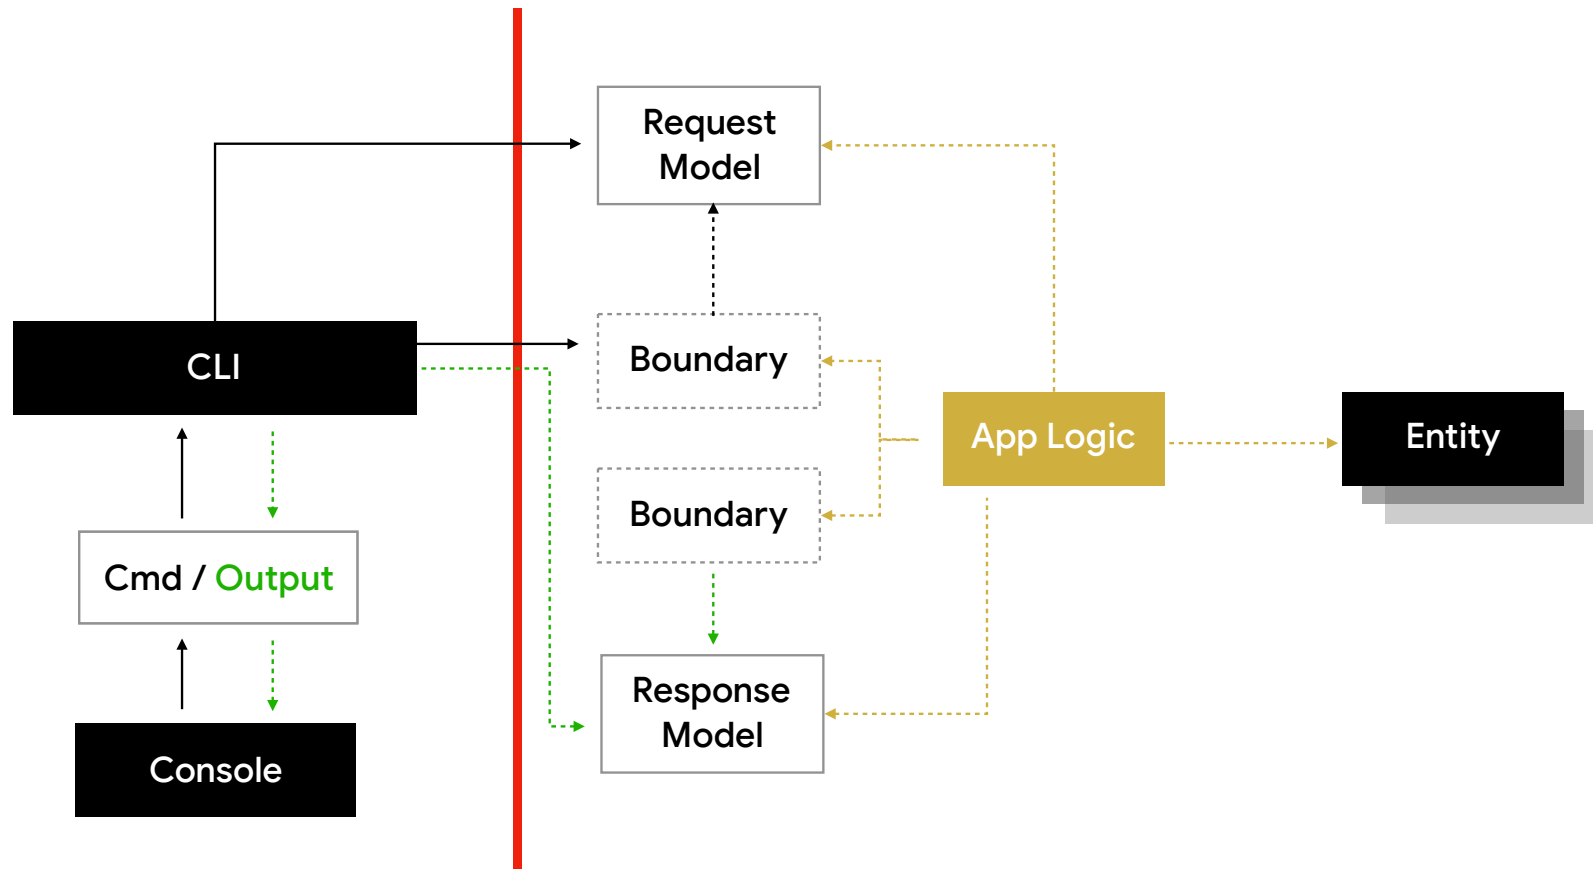 Request
Model
CLI
Boundary
App Logic
Entity
Boundary
Cmd / Output
Response
Model
Console